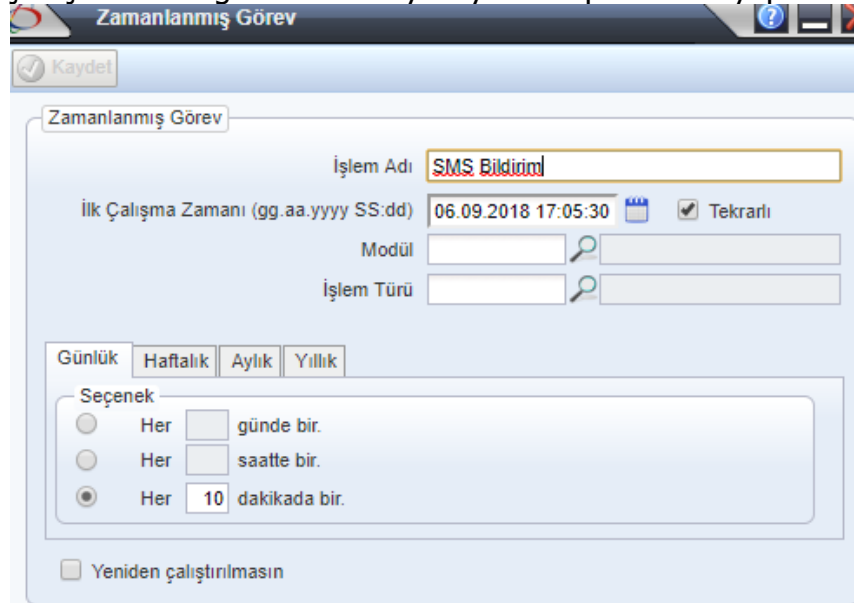 Zamanlanmış Görev
Kaydet
Zamanlanmış Görev
İşlem Adı SMS Bildirim
İlk Çalışma Zamanı (gg.aa.yyyy SS:dd) 06.09.2018 17:05:30 Tekrarlı
Modül
İşlem Türü
Günlük Haftalık Aylık Yıllık
Seçenek
Her günde bir.
Her saatte bir.
Her 10 dakikada bir.
Yeniden çalıştırılmasın